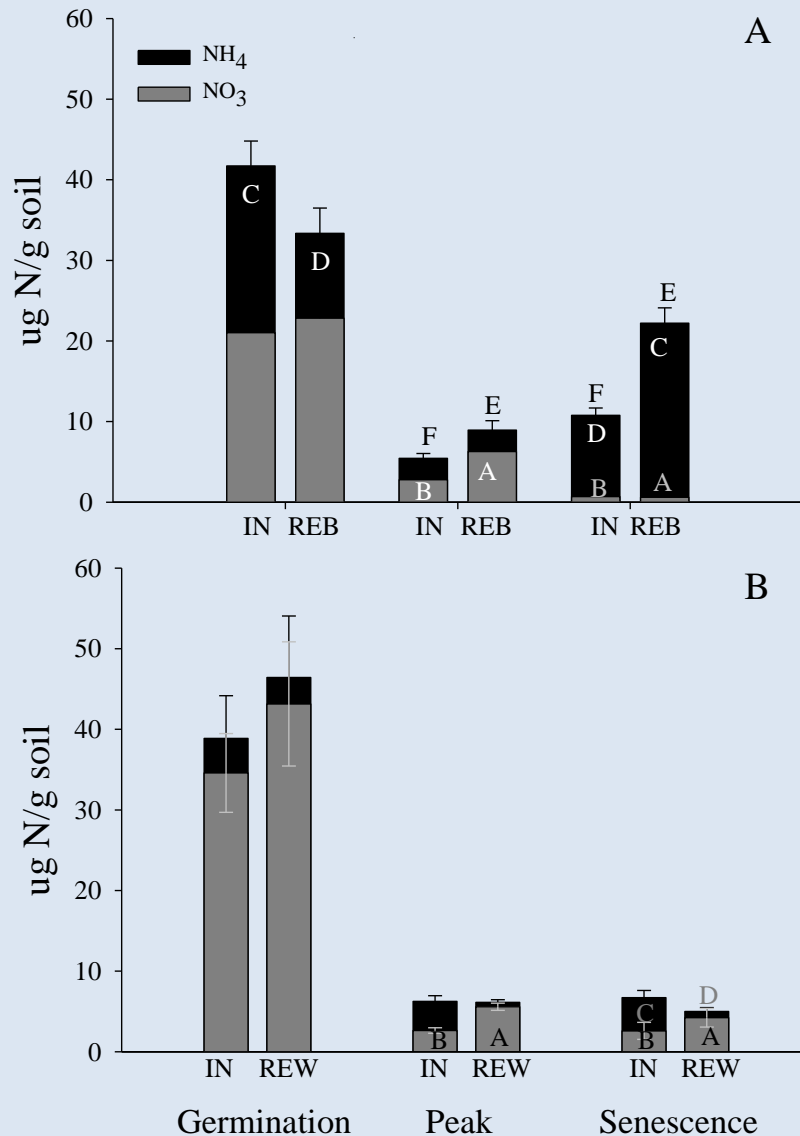 A
60
NH4
NO3
50
40
30
20
10
0
ug N/g soil
C
D
F
E
B
A
F
E
D
C
B
A
IN REB
IN REB
IN REB
B
60
50
40
30
20
10
0
ug N/g soil
B
A
C
D
B
A
IN REW
IN REW
IN REW
Germination Peak Senescence